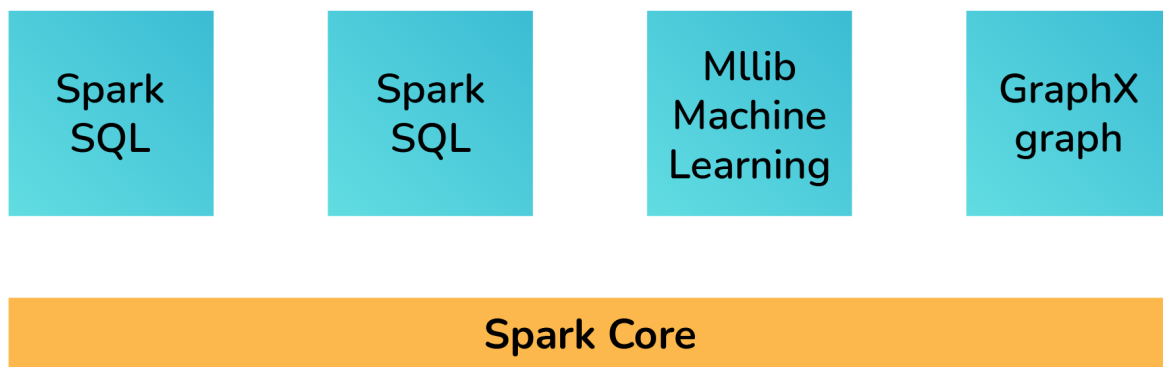 Spark
SQL
Spark
SQL
Mllib
Machine
Learning
GraphX
graph
Spark Core